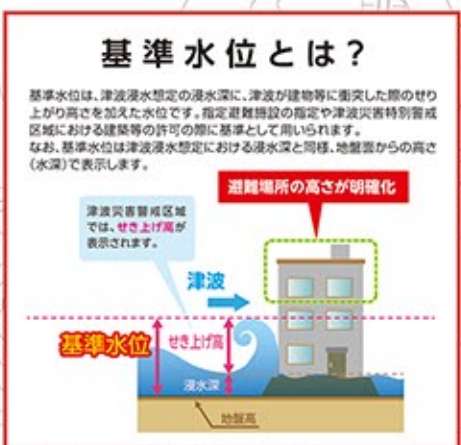 基準水位とは？
基準水位は、津波浸水想定の浸水深に、津波が建物等に衝突した際のせり
上がり高さを加えた水位です。指定避難施設の指定や津波災害特別警戒
区域における建築等の許可の際に基準として用いられます。
なお、基準水位は津波浸水想定における浸水深と同様、地盤面からの高さ
（水深）で表示します。
避難場所の高さが明確化
津波災害警戒区域
では、せき上げ高が
表示されます。
津波
基準水位
せき上げ高
浸水深
地盤高